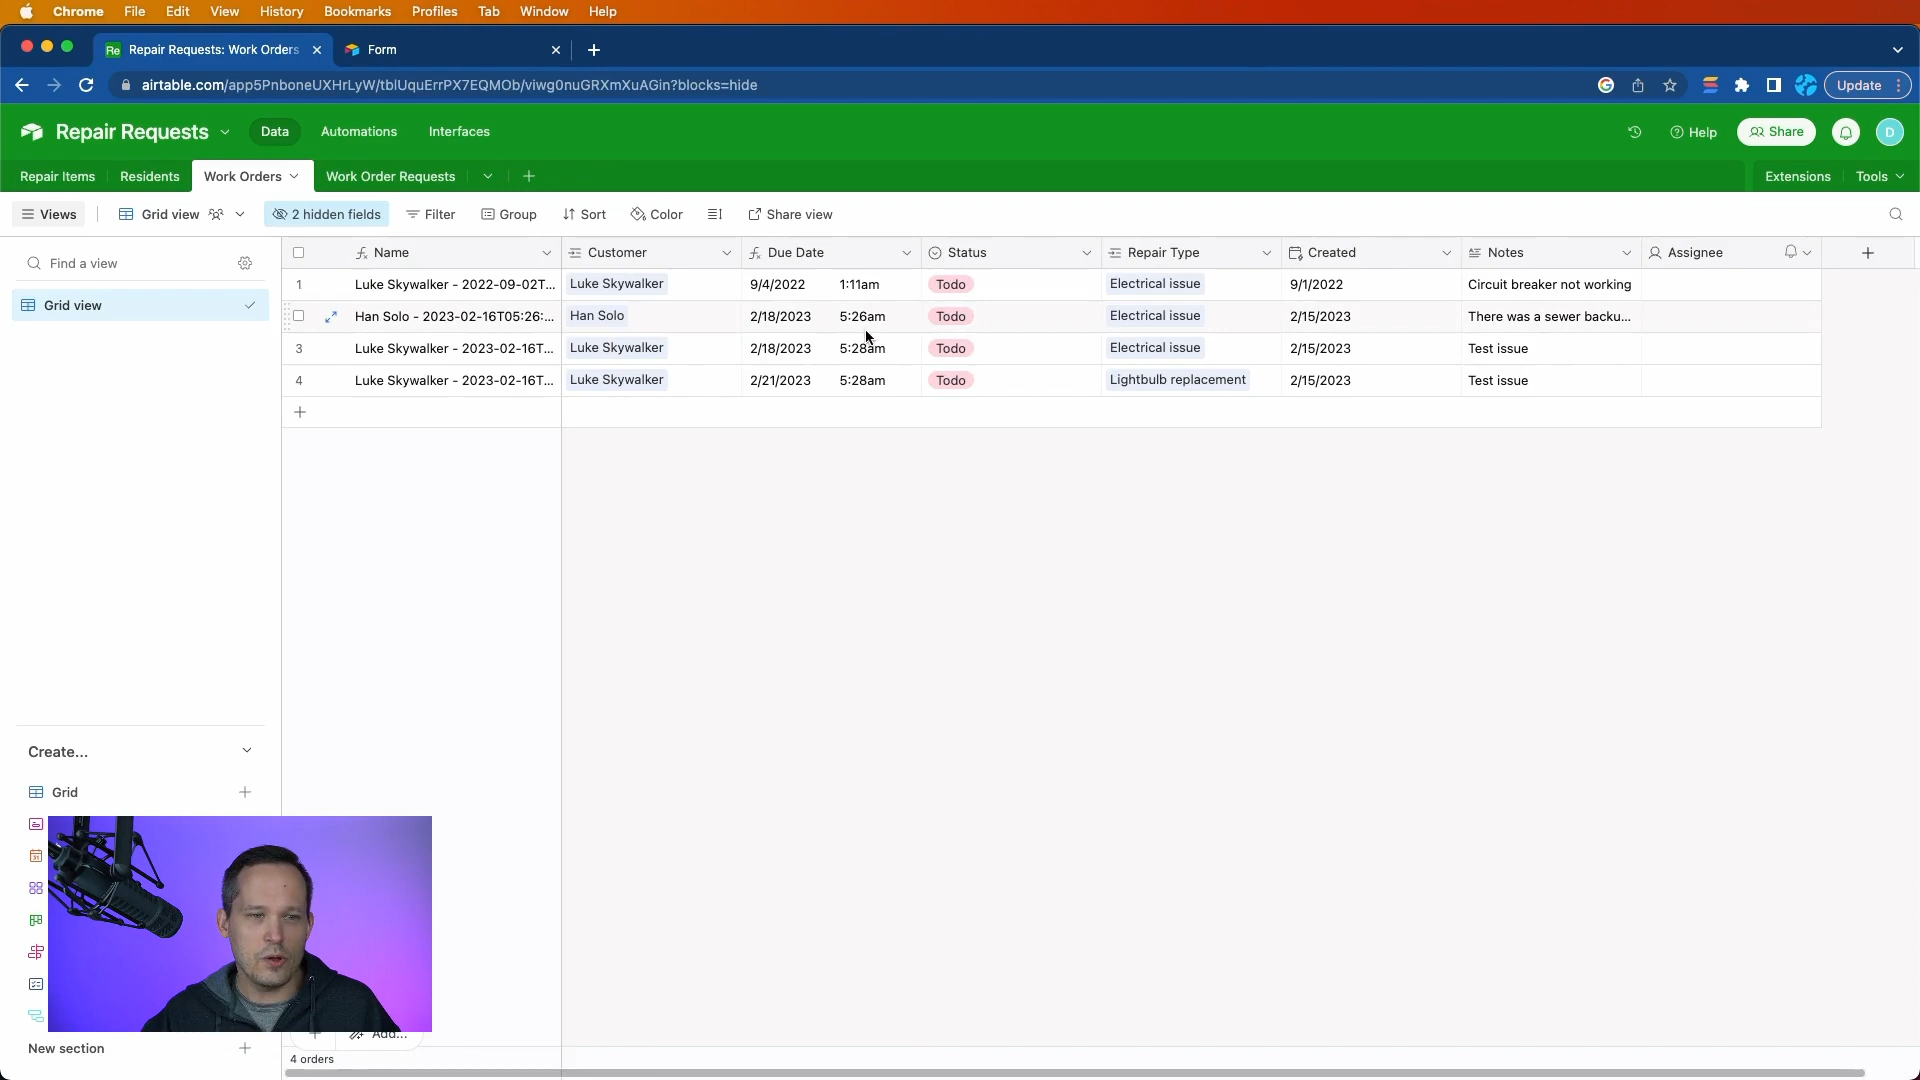 Chrome File Edit View History Bookmarks Profiles Tab Window Help
Re Repair Requests: Work Orders Form
airtable.com/app5PnboneUXHrLyW/tblUquErrPX7EQMOb/viwg0nuGRXmXuAGin?blocks=hide Update
Repair Requests Data Automations Interfaces Help Share D
Repair Items Residents Work Orders Work Order Requests Extensions Tools
Views Grid view 2 hidden fields Filter Group Sort Color Share view
Find a view
Grid view
Name Customer Due Date Status Repair Type Created Notes Assignee
1 Luke Skywalker - 2022-09-02T... Luke Skywalker 9/4/2022 1:11am Todo Electrical issue 9/1/2022 Circuit breaker not working
Han Solo - 2023-02-16T05:26:... Han Solo 2/18/2023 5:26am Todo Electrical issue 2/15/2023 There was a sewer backu...
3 Luke Skywalker - 2023-02-16T... Luke Skywalker 2/18/2023 5:28am Todo Electrical issue 2/15/2023 Test issue
4 Luke Skywalker - 2023-02-16T... Luke Skywalker 2/21/2023 5:28am Todo Lightbulb replacement 2/15/2023 Test issue
Create...
Grid
Add...
New section
4 orders